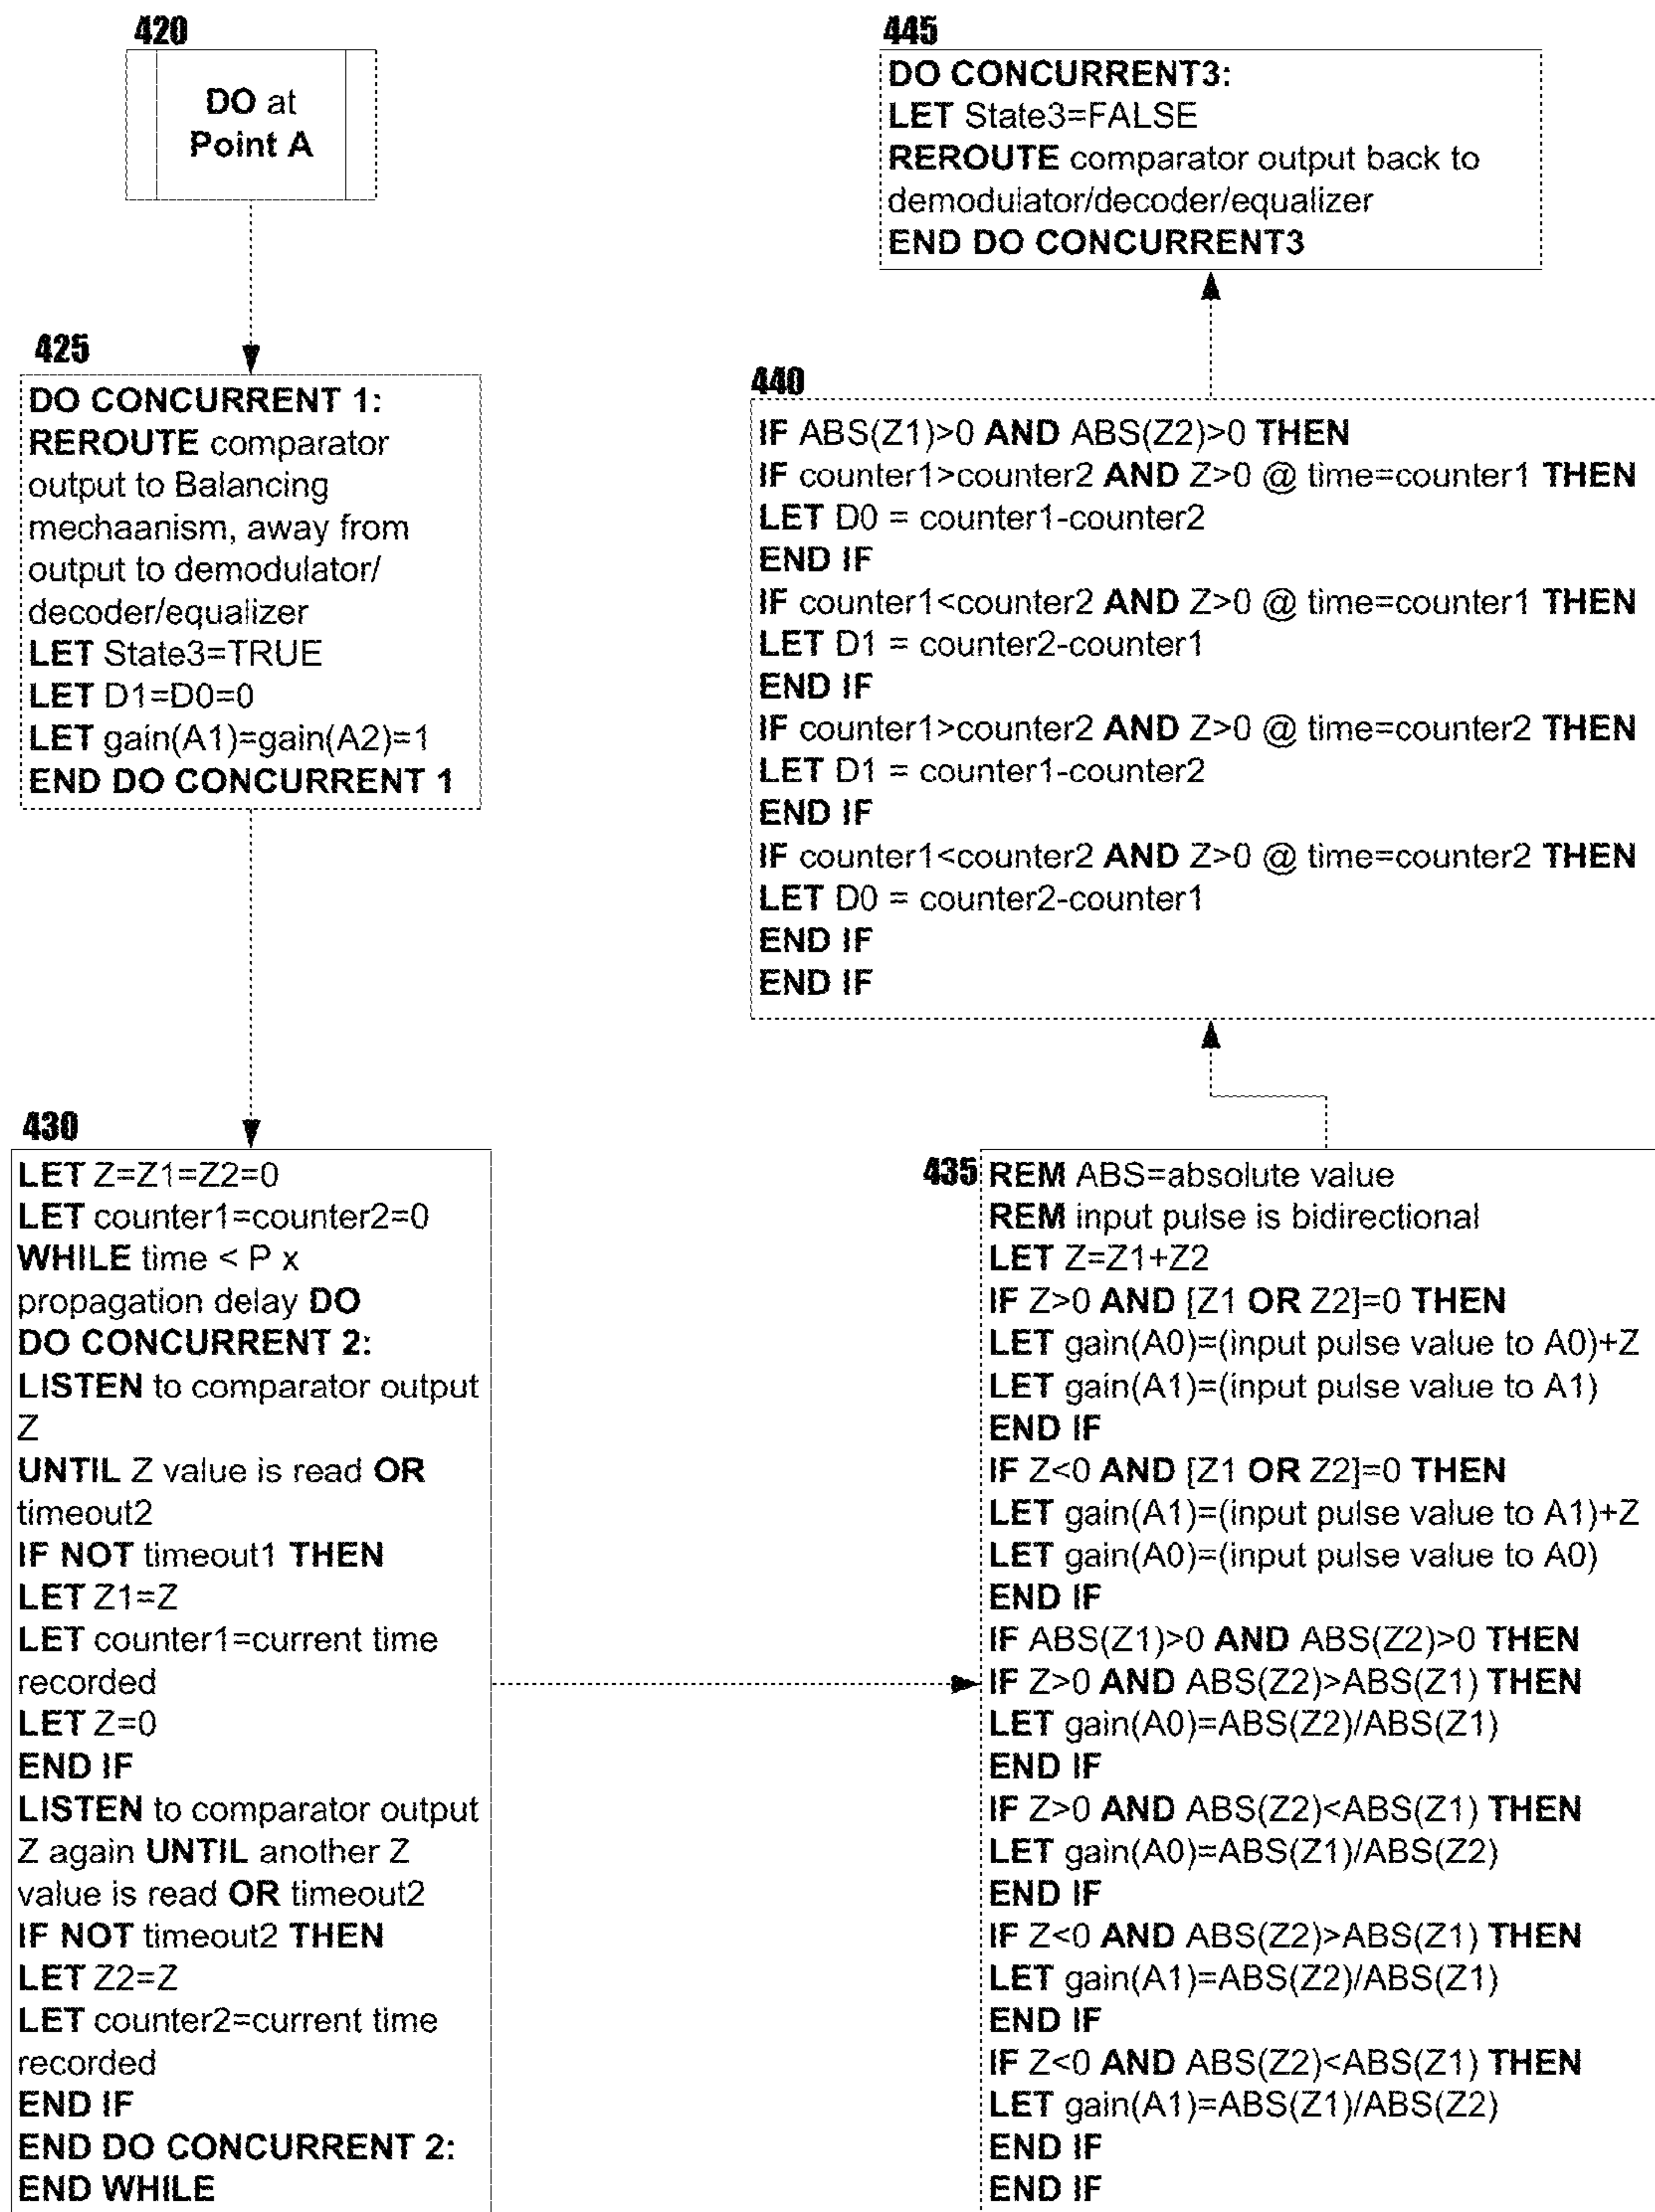 420
DO at
Point A
425
DO CONCURRENT 1:
REROUTE comparator
output to Balancing
mechaanism, away from
output to demodulator/
decoder/equalizer
LET State3=TRUE
LET D1=D0=0
LET gain(A1)=gain(A2)=1
END DO CONCURRENT 1
430
LET Z=Z1=Z2=0
LET counter1=counter2=0
WHILE time < P x
propagation delay DO
DO CONCURRENT 2:
LISTEN to comparator output
Z
UNTIL Z value is read OR
timeout2
IF NOT timeout1 THEN
LET Z1=Z
LET counter1=current time
recorded
LET Z=0
END IF
LISTEN to comparator output
Z again UNTIL another Z
value is read OR timeout2
IF NOT timeout2 THEN
LET Z2=Z
LET counter2=current time
recorded
END IF
END DO CONCURRENT 2:
END WHILE
435
REM ABS=absolute value
REM input pulse is bidirectional
LET Z=Z1+Z2
IF Z>0 AND [Z1 OR Z2]=0 THEN
LET gain(A0)=(input pulse value to A0)+Z
LET gain(A1)=(input pulse value to A1)
END IF
IF Z<0 AND [Z1 OR Z2]=0 THEN
LET gain(A1)=(input pulse value to A1)+Z
LET gain(A0)=(input pulse value to A0)
END IF
IF ABS(Z1)>0 AND ABS(Z2)>0 THEN
IF Z>0 AND ABS(Z2)>ABS(Z1) THEN
LET gain(A0)=ABS(Z2)/ABS(Z1)
END IF
IF Z>0 AND ABS(Z2)<ABS(Z1) THEN
LET gain(A0)=ABS(Z1)/ABS(Z2)
END IF
IF Z<0 AND ABS(Z2)>ABS(Z1) THEN
LET gain(A1)=ABS(Z2)/ABS(Z1)
END IF
IF Z<0 AND ABS(Z2)<ABS(Z1) THEN
LET gain(A1)=ABS(Z1)/ABS(Z2)
END IF
END IF
440
IF ABS(Z1)>0 AND ABS(Z2)>0 THEN
IF counter1>counter2 AND Z>0 @ time=counter1 THEN
LET D0 = counter1-counter2
END IF
IF counter1<counter2 AND Z>0 @ time=counter1 THEN
LET D1 = counter2-counter1
END IF
IF counter1>counter2 AND Z>0 @ time=counter2 THEN
LET D1 = counter1-counter2
END IF
IF counter1<counter2 AND Z>0 @ time=counter2 THEN
LET D0 = counter2-counter1
END IF
END IF
445
DO CONCURRENT3:
LET State3=FALSE
REROUTE comparator output back to
demodulator/decoder/equalizer
END DO CONCURRENT3